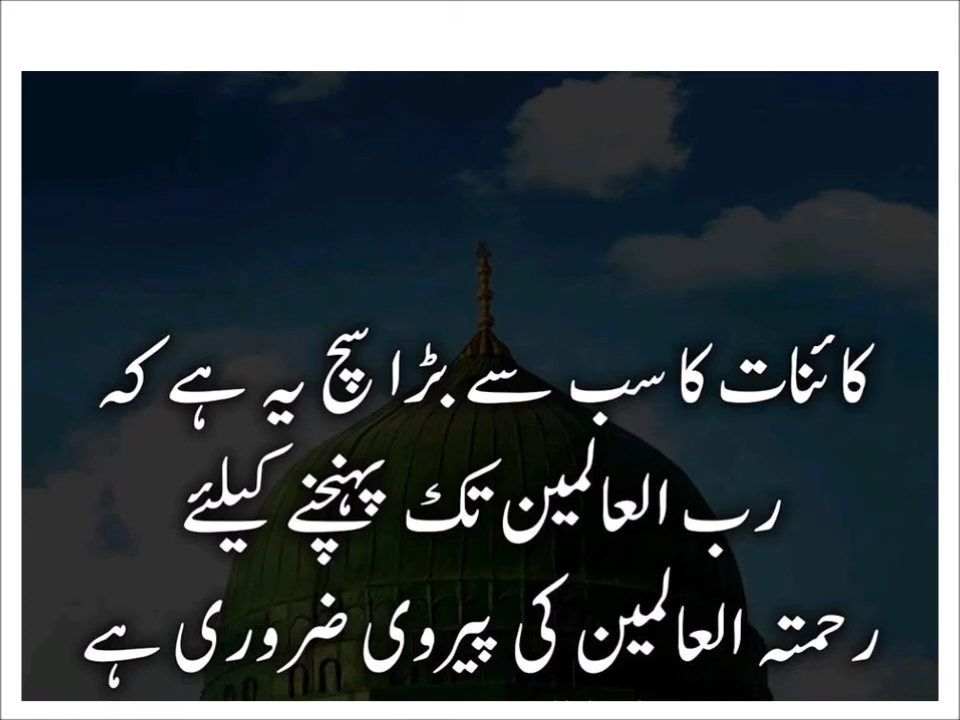 کائنات کا سب سے بڑا سچ یہ ہے کہ
رب العالمین تک پہنچنے کیلئے
رحمتہ العالمین کی پیروی ضروری ہے